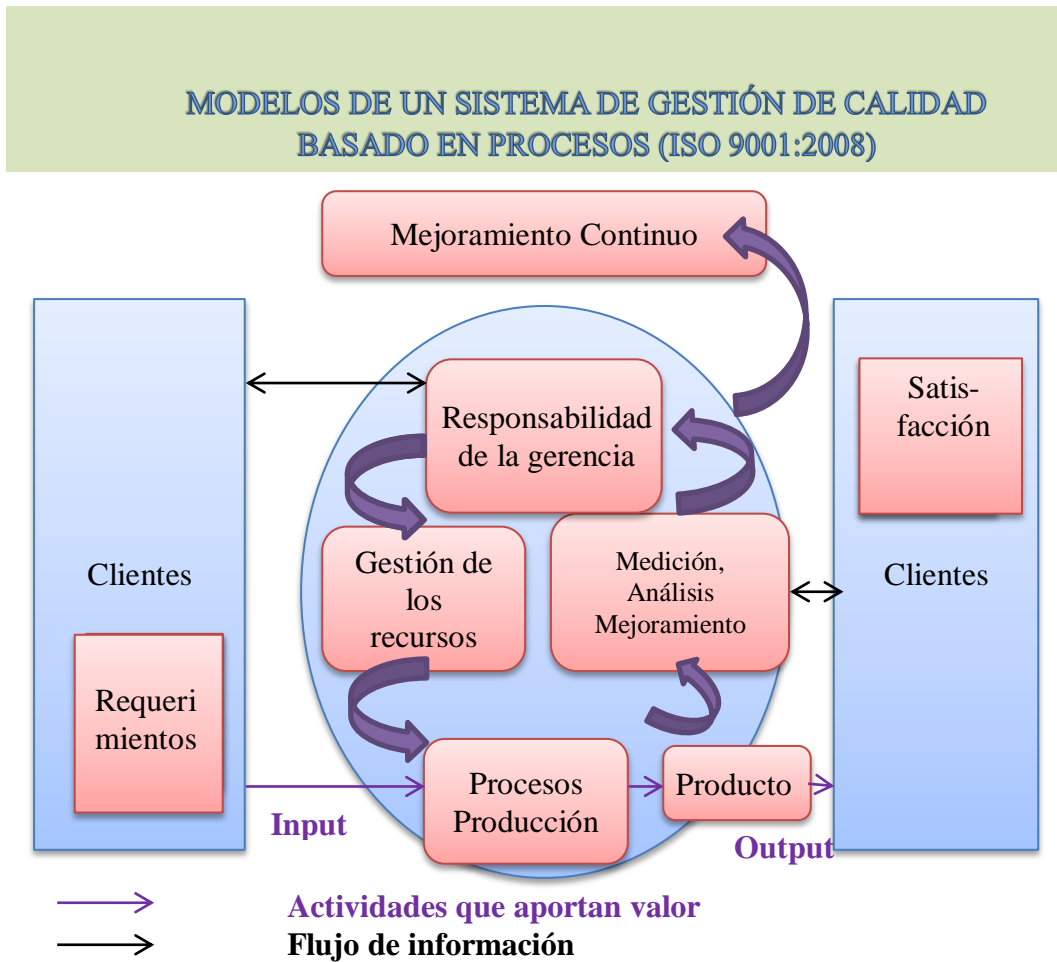 MODELOS DE UN SISTEMA DE GESTIÓN DE CALIDAD
BASADO EN PROCESOS (ISO 9001:2008)
Mejoramiento Continuo
Responsabilidad
de la gerencia
Satis-
facción
Clientes
Gestión de
los
recursos
Medición,
Análisis
Mejoramiento
Clientes
Requeri
mientos
Input
Procesos
Producción
Producto
Output
Actividades que aportan valor
Flujo de información